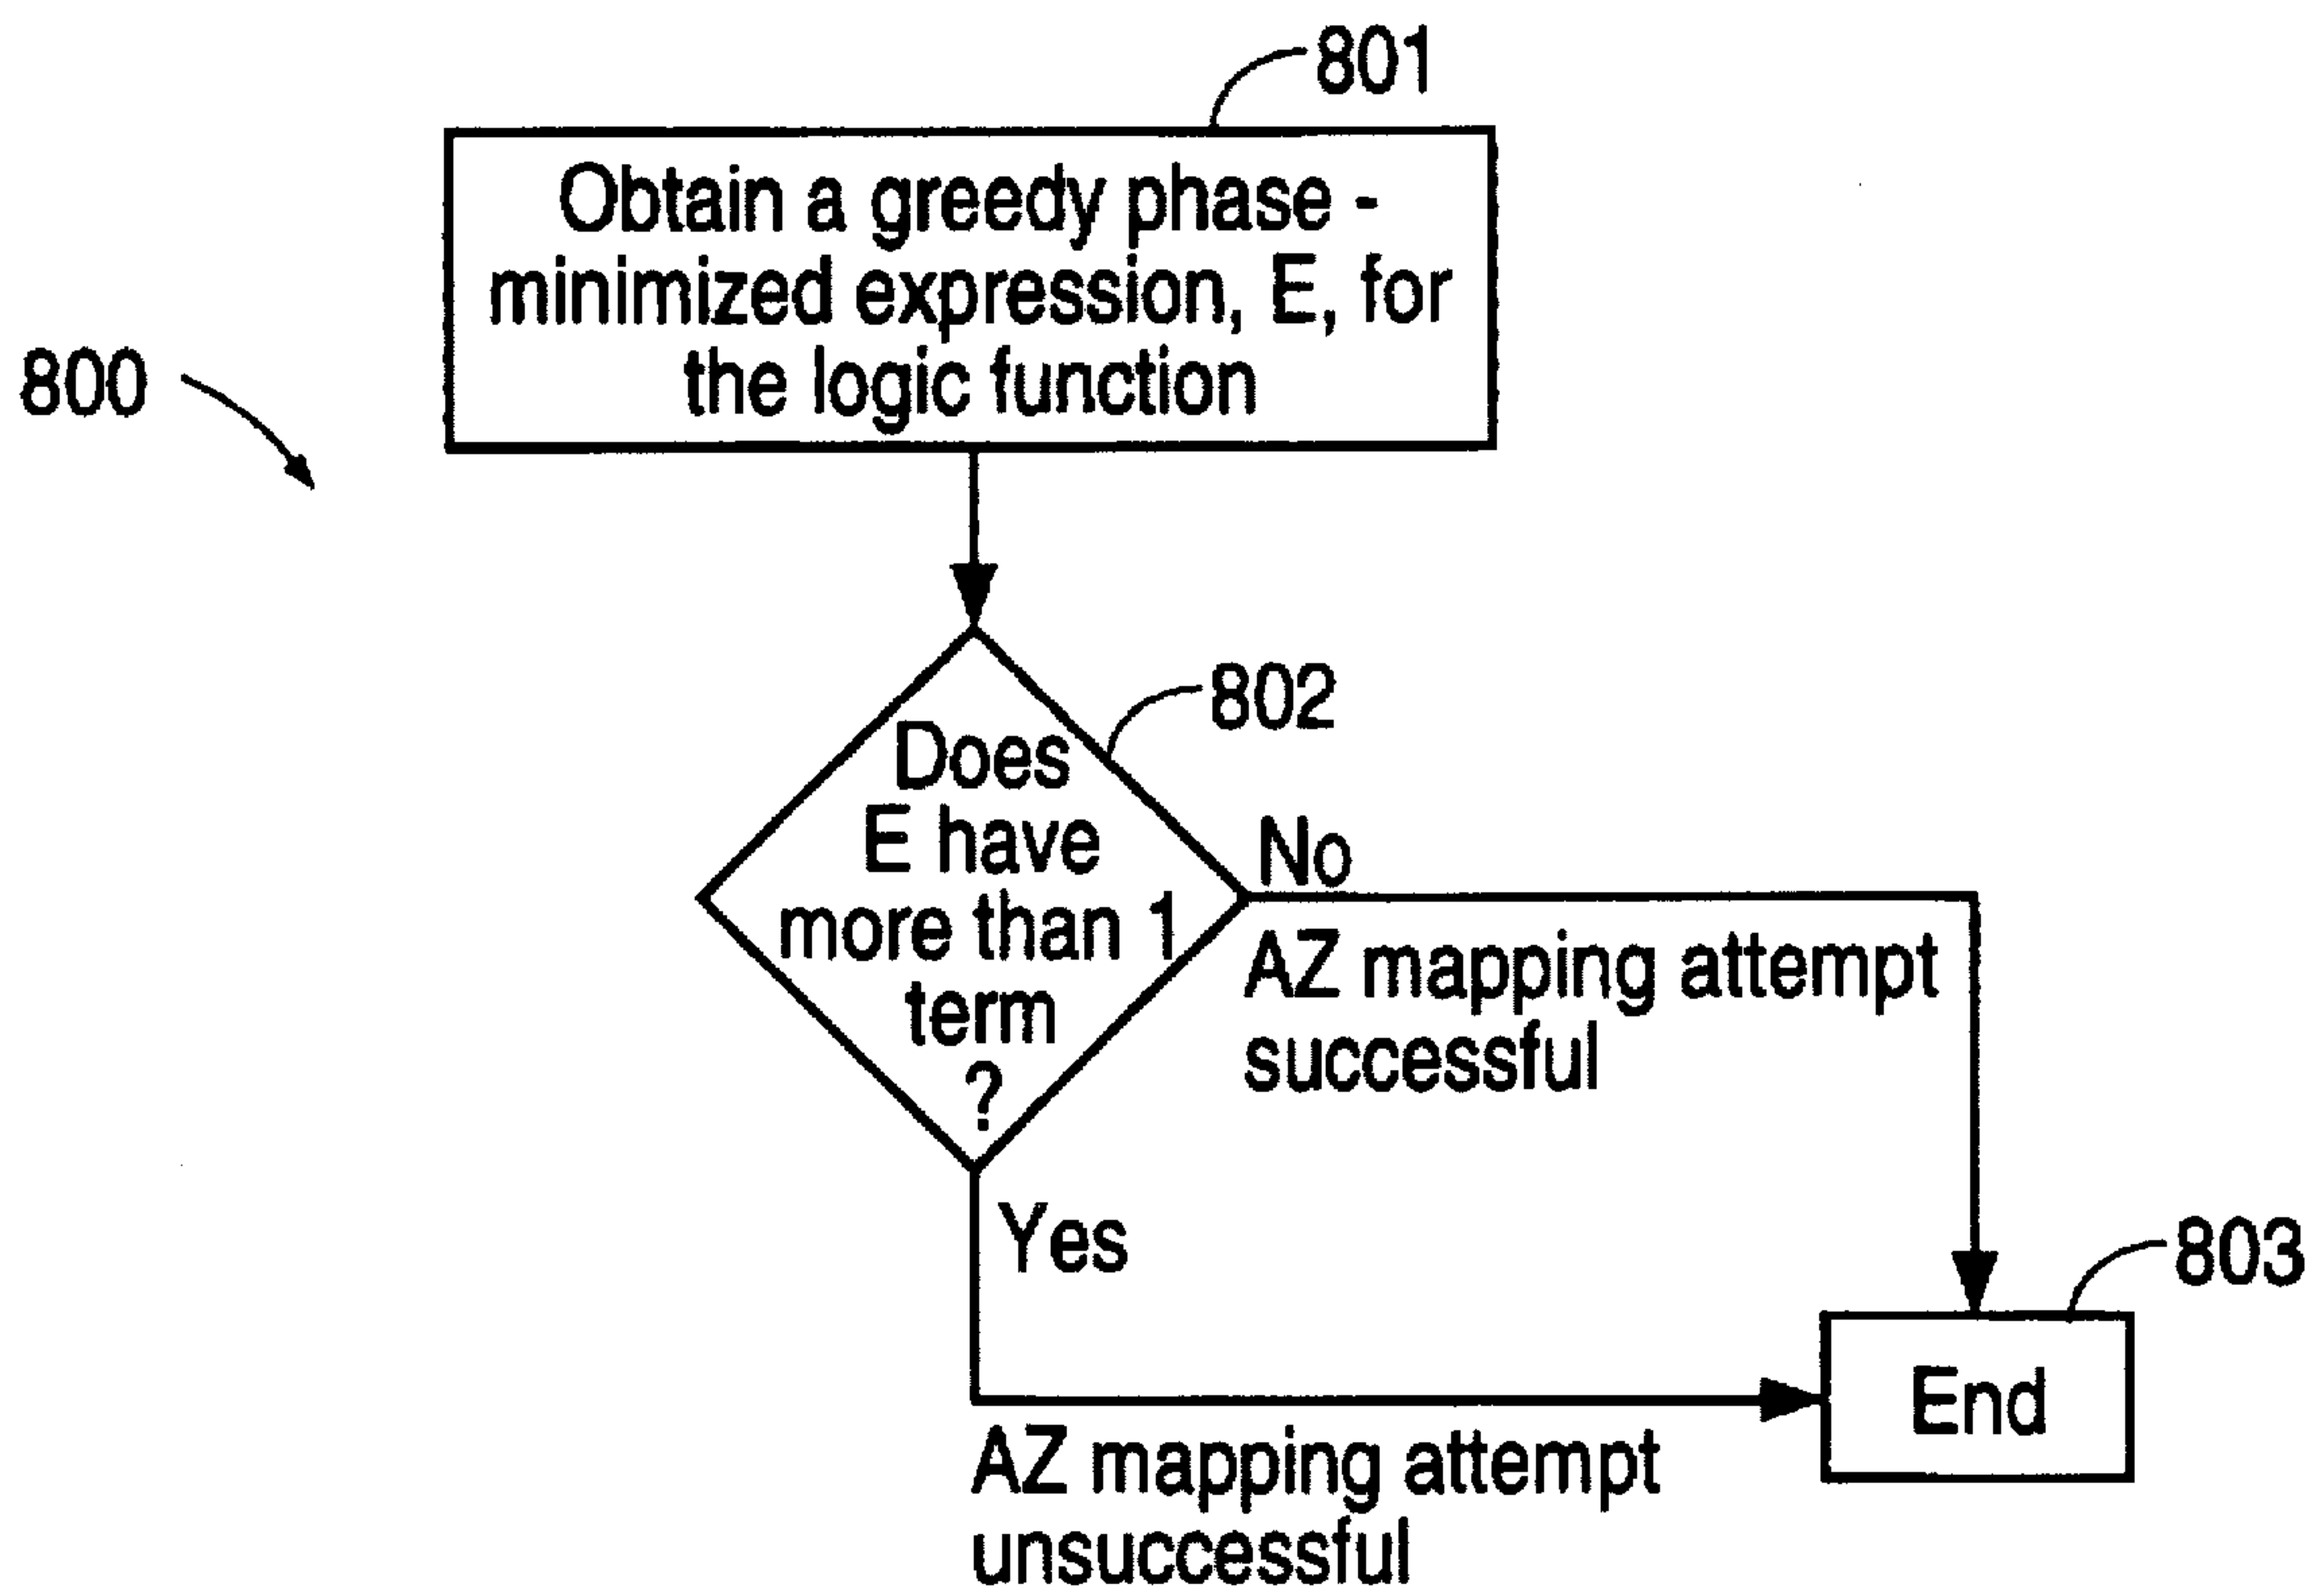 801
Obtain a greedy phase -
minimized expression, E, for
the logic function
800
802
Does
E have
more than 1
term
?
No
AZ mapping attempt
successful
Yes
803
End
AZ mapping attempt
unsuccessful